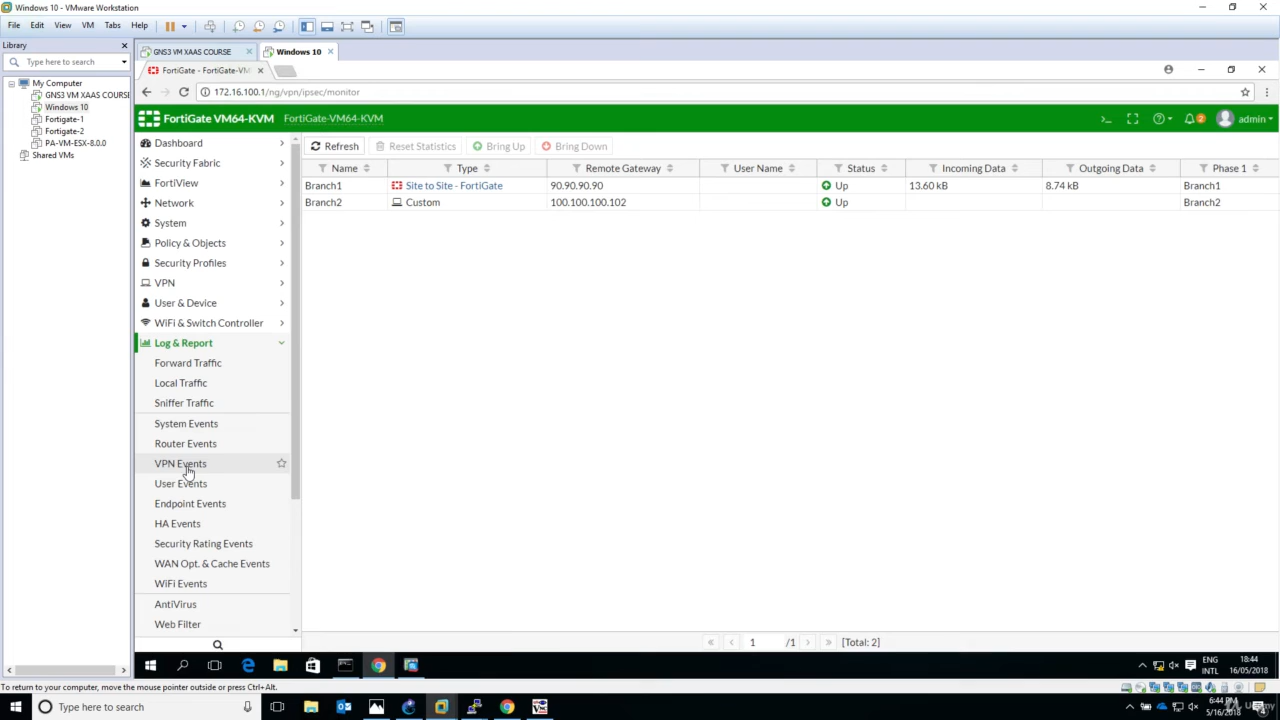 Windows 10 - VMware Workstation
File Edit View VM Tabs Help
Library
Type here to search
My Computer
GNS3 VM XAAS COURSE
Windows 10
Fortigate-1
Fortigate-2
PA-VM-ESX-8.0.0
Shared VMs
GNS3 VM XAAS COURSE
Windows 10
FortiGate - FortiGate-VM
172.16.100.1/ng/vpn/ipsec/monitor
FortiGate VM64-KVM FortiGate-VM64-KVM
2
admin
Dashboard
Security Fabric
FortiView
Network
System
Policy & Objects
Security Profiles
VPN
User & Device
WiFi & Switch Controller
Log & Report
Forward Traffic
Local Traffic
Sniffer Traffic
System Events
Router Events
VPN Events
User Events
Endpoint Events
HA Events
Security Rating Events
WAN Opt. & Cache Events
WiFi Events
AntiVirus
Web Filter
Refresh Reset Statistics Bring Up Bring Down
Name Type Remote Gateway User Name Status Incoming Data Outgoing Data Phase 1
Branch1 Site to Site - FortiGate 90.90.90.90 Up 13.60 kB 8.74 kB Branch1
Branch2 Custom 100.100.100.102 Up Branch2
1 /1 [Total: 2]
ENG
INTL
18:44
16/05/2018
To return to your computer, move the mouse pointer outside or press Ctrl+Alt.
Type here to search
6:44 PM
5/16/2018
Udemy